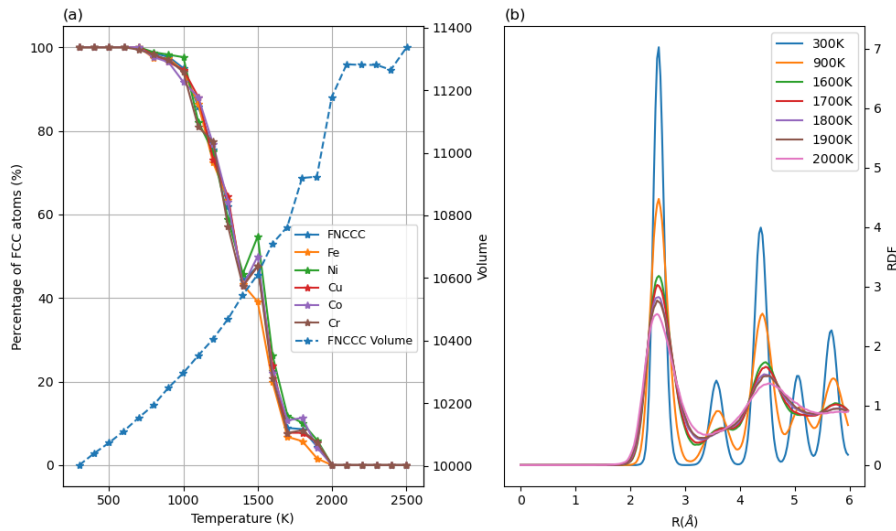 (a)
Percentage of FCC atoms (%)
100
80
60
40
20
0
500
1000
1500
2000
2500
Temperature (K)
FNCCC
Fe
Ni
Cu
Co
Cr
FNCCC Volume
11400
11200
11000
10800
10600
10400
10200
10000
Volume
(b)
300K
900K
1600K
1700K
1800K
1900K
2000K
0
1
2
3
4
5
6
R(Å)
7
6
5
4
3
2
1
0
RDF